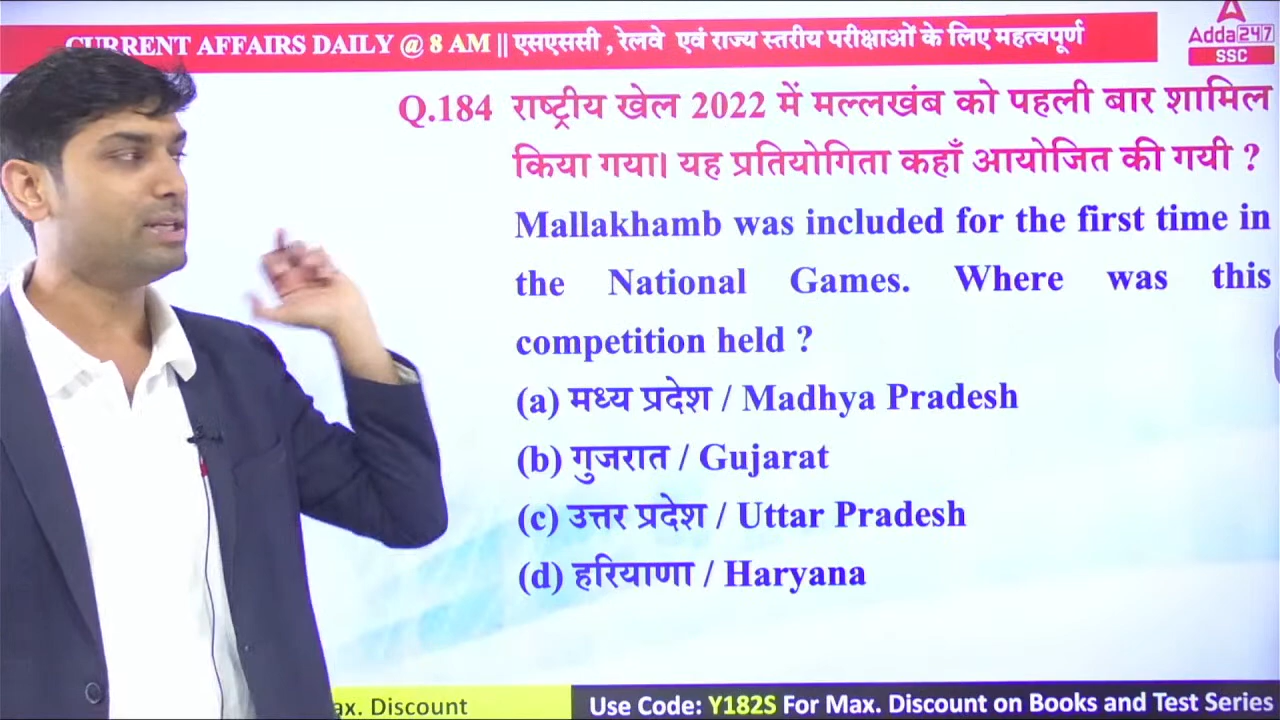 CURRENT AFFAIRS DAILY @ 8 AM || एसएससी , रेलवे एवं राज्य स्तरीय परीक्षाओं के लिए महत्वपूर्ण
Adda 24|7
SSC
Q.184 राष्ट्रीय खेल 2022 में मल्लखंब को पहली बार शामिल
किया गया। यह प्रतियोगिता कहाँ आयोजित की गयी ?
Mallakhamb was included for the first time in
the National Games. Where was this
competition held ?
(a) मध्य प्रदेश / Madhya Pradesh
(b) गुजरात / Gujarat
(c) उत्तर प्रदेश / Uttar Pradesh
(d) हरियाणा / Haryana
ax. Discount
Use Code: Y182S For Max. Discount on Books and Test Series